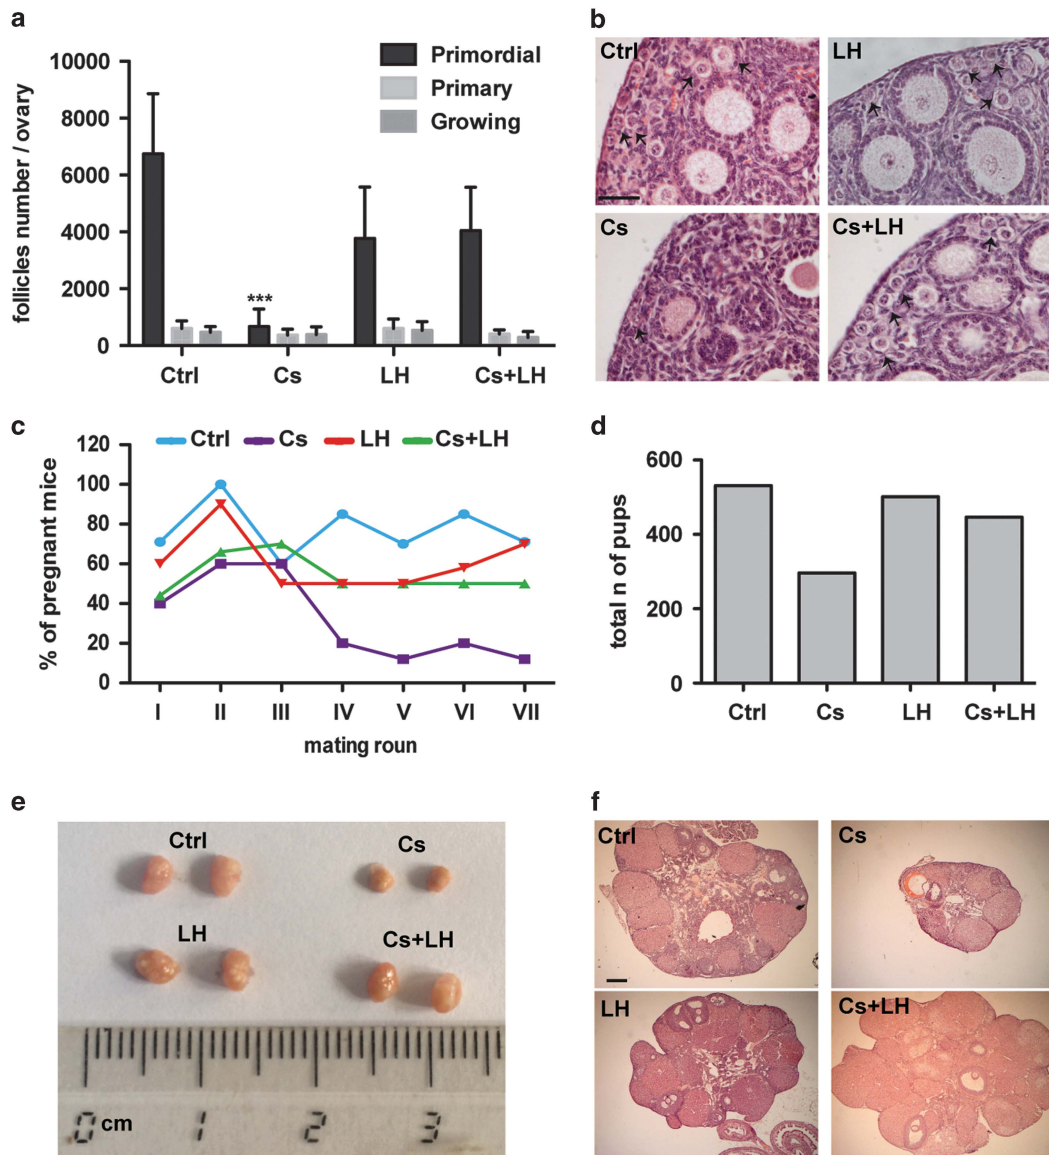 a
10000
8000
6000
4000
2000
0
follicles number / ovary
Primordial
Primary
Growing
***
Ctrl Cs LH Cs+LH
b
Ctrl LH
Cs Cs+LH
c
Ctrl Cs LH Cs+LH
120
100
80
60
40
20
0
% of pregnant mice
I II III IV V VI VII
mating roun
d
600
400
200
0
total n of pups
Ctrl Cs LH Cs+LH
e
Ctrl Cs
LH Cs+LH
0 cm 1 2 3
f
Ctrl Cs
LH Cs+LH